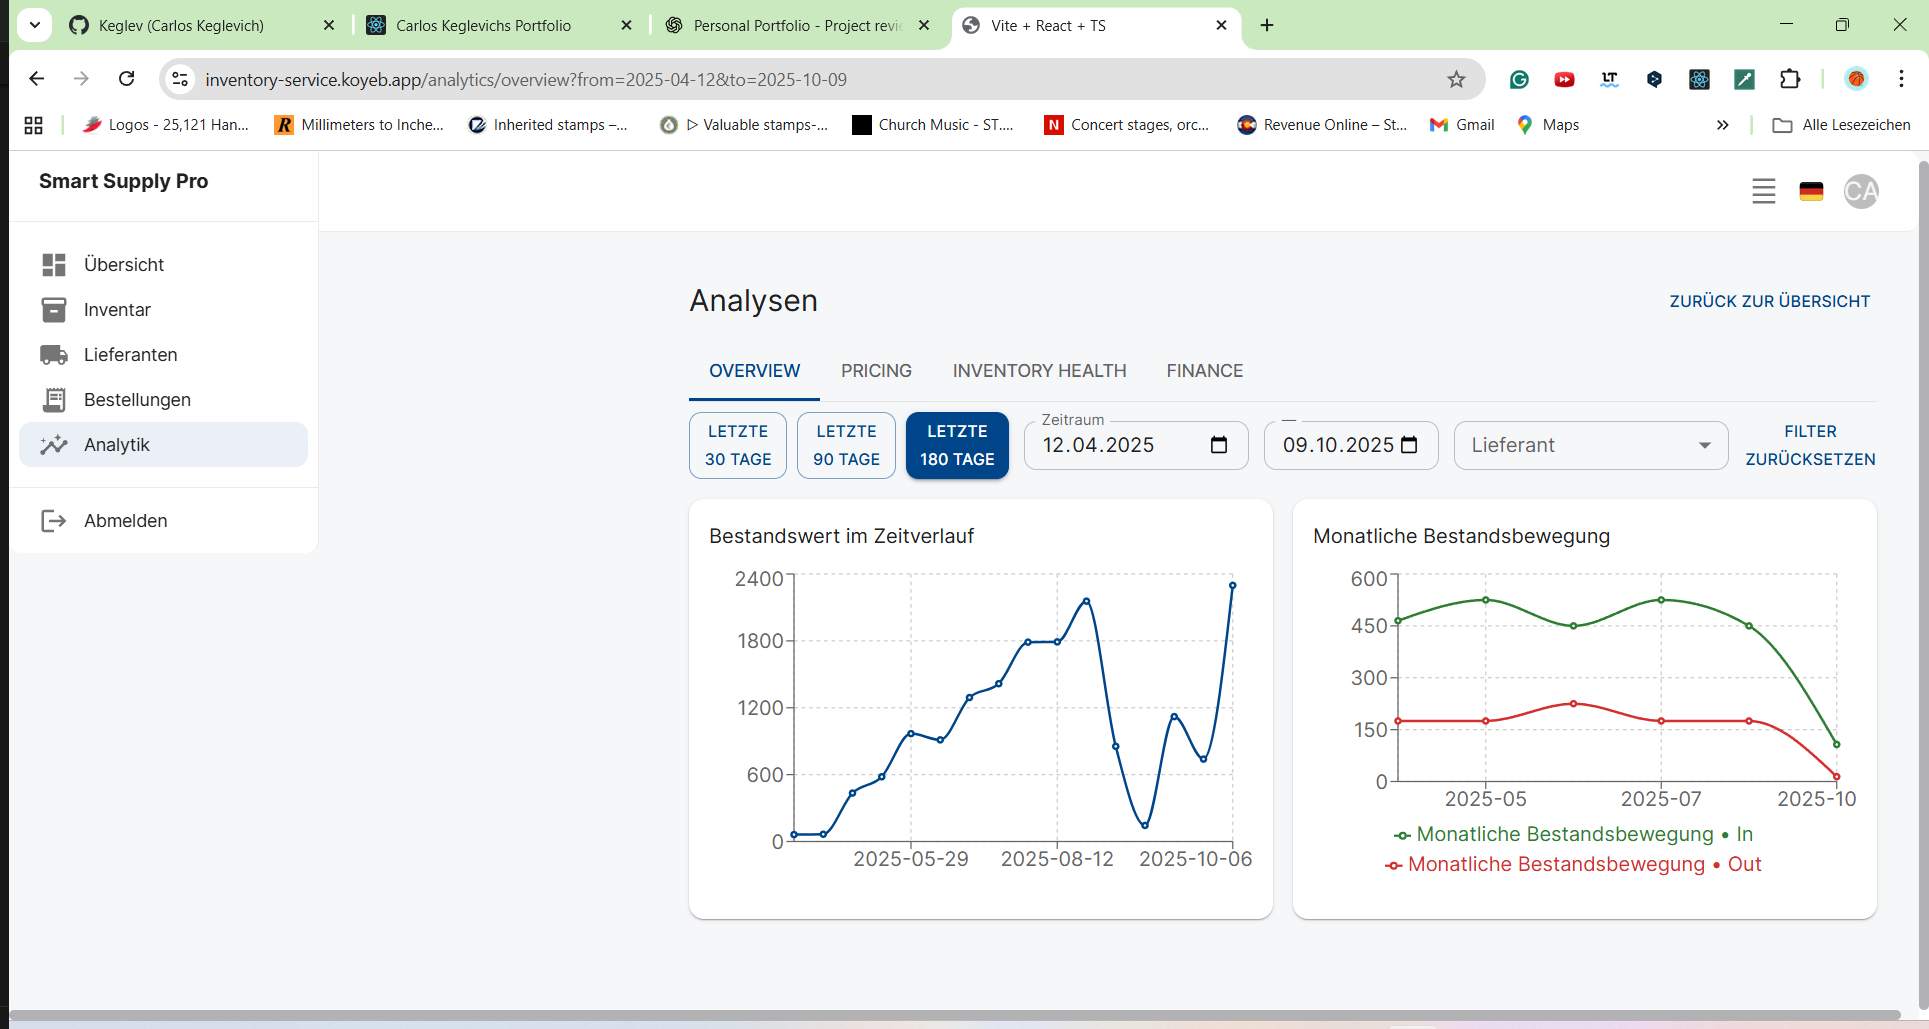 Keglev (Carlos Keglevich)
Carlos Keglevichs Portfolio
Personal Portfolio - Project revie
Vite + React + TS
inventory-service.koyeb.app/analytics/overview?from=2025-04-12&to=2025-10-09
Logos - 25,121 Han...
Millimeters to Inche...
Inherited stamps –...
▷ Valuable stamps-...
Church Music - ST....
Concert stages, orc...
Revenue Online – St...
Gmail
Maps
»
Alle Lesezeichen
Smart Supply Pro
CA
Übersicht
Inventar
Lieferanten
Bestellungen
Analytik
Abmelden
Analysen
ZURÜCK ZUR ÜBERSICHT
OVERVIEW
PRICING
INVENTORY HEALTH
FINANCE
LETZTE
30 TAGE
LETZTE
90 TAGE
LETZTE
180 TAGE
Zeitraum
12.04.2025
—
09.10.2025
Lieferant
FILTER
ZURÜCKSETZEN
Bestandswert im Zeitverlauf
2400
1800
1200
600
0
2025-05-29
2025-08-12
2025-10-06
Monatliche Bestandsbewegung
600
450
300
150
0
2025-05
2025-07
2025-10
Monatliche Bestandsbewegung • In
Monatliche Bestandsbewegung • Out